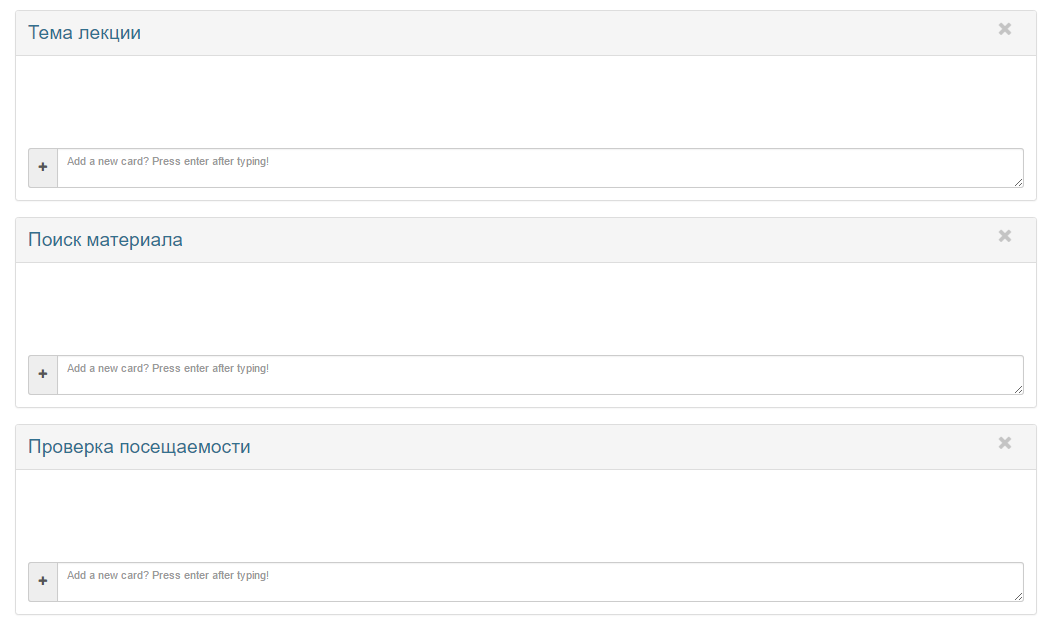 Тема лекции
Add a new card? Press enter after typing!
Поиск материала
Add a new card? Press enter after typing!
Проверка посещаемости
Add a new card? Press enter after typing!